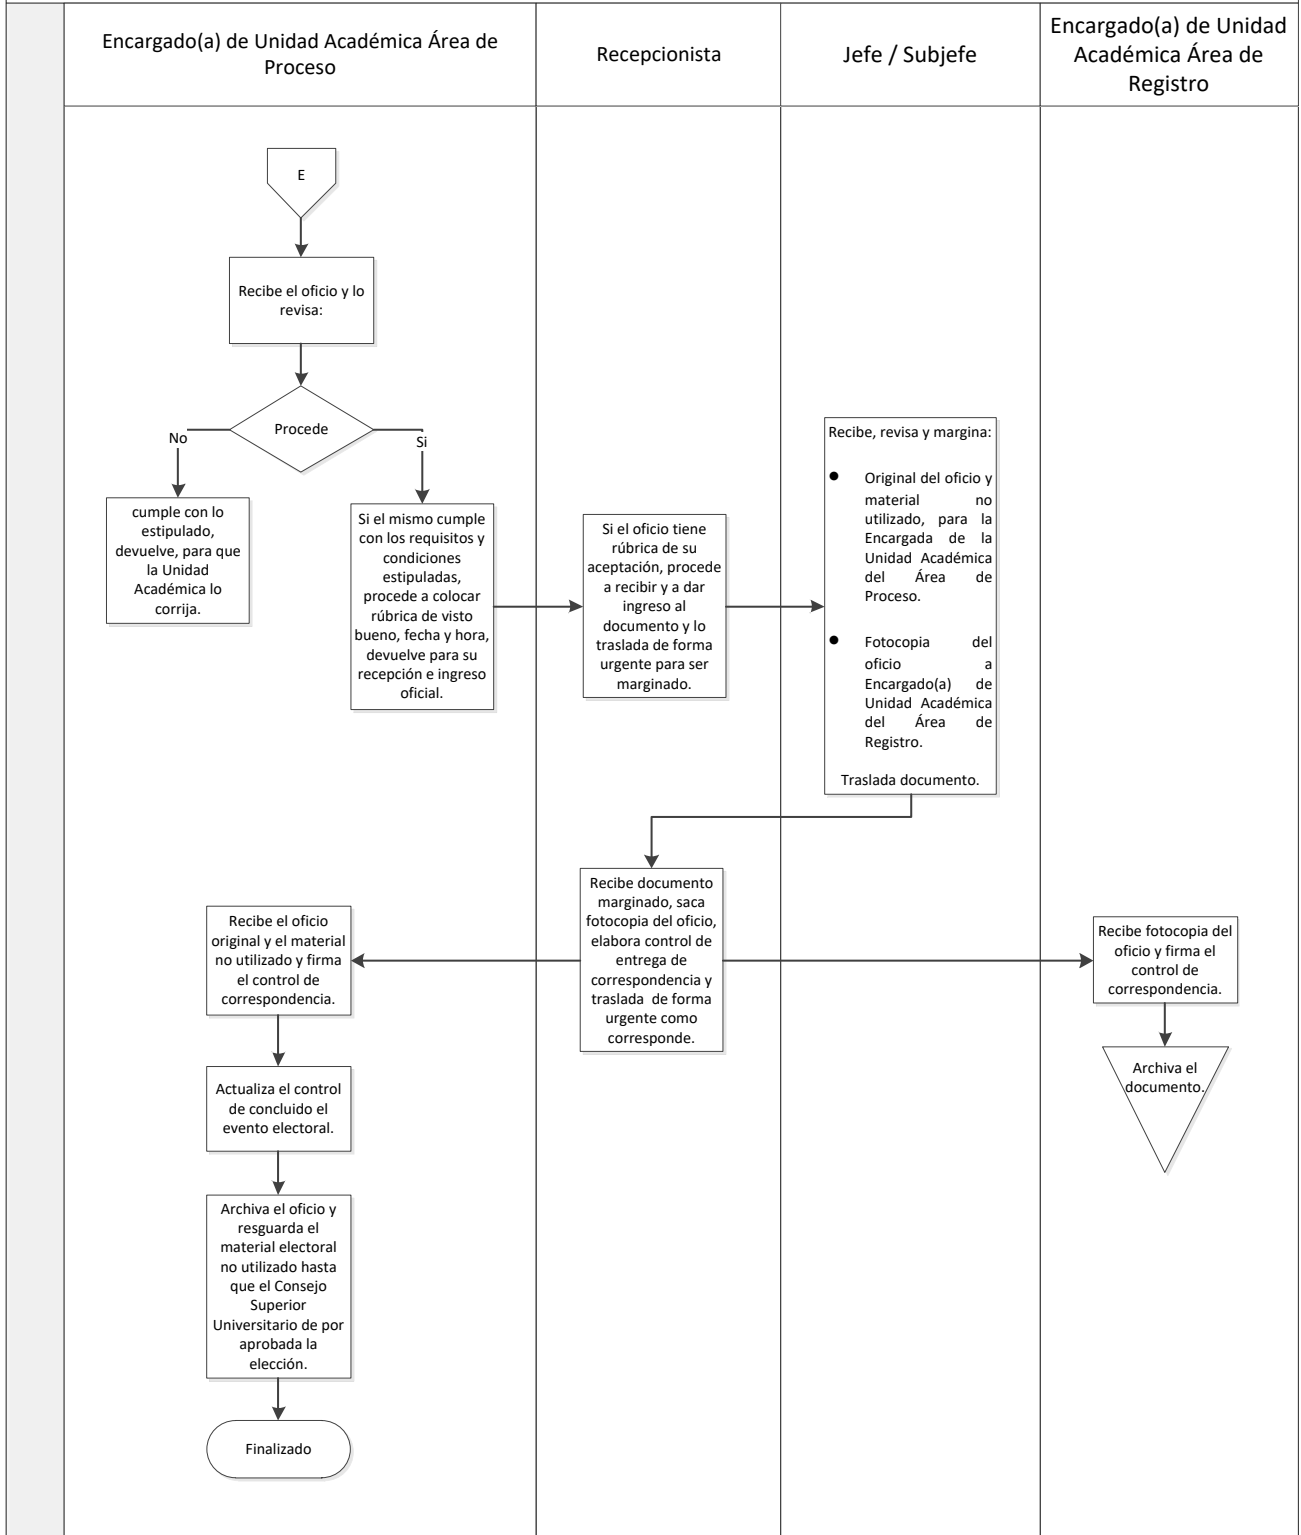 Encargado(a) de Unidad Académica Área de
Proceso
Recepcionista
Jefe / Subjefe
Encargado(a) de Unidad
Académica Área de
Registro
E
Recibe el oficio y lo
revisa:
Procede
No
Si
cumple con lo
estipulado,
devuelve, para que
la Unidad
Académica lo
corrija.
Si el mismo cumple
con los requisitos y
condiciones
estipuladas,
procede a colocar
rúbrica de visto
bueno, fecha y hora,
devuelve para su
recepción e ingreso
oficial.
Si el oficio tiene
rúbrica de su
aceptación, procede
a recibir y a dar
ingreso al
documento y lo
traslada de forma
urgente para ser
marginado.
Recibe, revisa y margina:
● Original del oficio y
material no
utilizado, para la
Encargada de la
Unidad Académica
del Área de
Proceso.
● Fotocopia del
oficio a
Encargado(a) de
Unidad Académica
del Área de
Registro.
Traslada documento.
Recibe documento
marginado, saca
fotocopia del oficio,
elabora control de
entrega de
correspondencia y
traslada de forma
urgente como
corresponde.
Recibe el oficio
original y el material
no utilizado y firma
el control de
correspondencia.
Recibe fotocopia del
oficio y firma el
control de
correspondencia.
Archiva el
documento.
Actualiza el control
de concluido el
evento electoral.
Archiva el oficio y
resguarda el
material electoral
no utilizado hasta
que el Consejo
Superior
Universitario de por
aprobada la
elección.
Finalizado